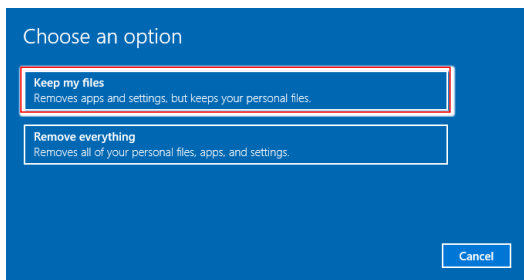 Choose an option
Keep my files
Removes apps and settings, but keeps your personal files.
Remove everything
Removes all of your personal files, apps, and settings.
Cancel